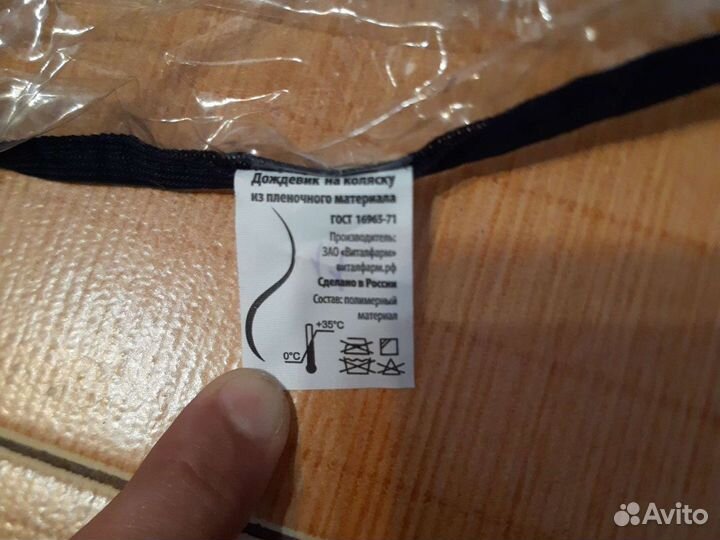 Дождевик на коляску
из пленочного материала
ГОСТ 16965-71
Производитель:
ЗАО «Виталфарм»
виталфарм.рф
Сделано в России
Состав: полимерный
материал
+35°C
0°C
Avito